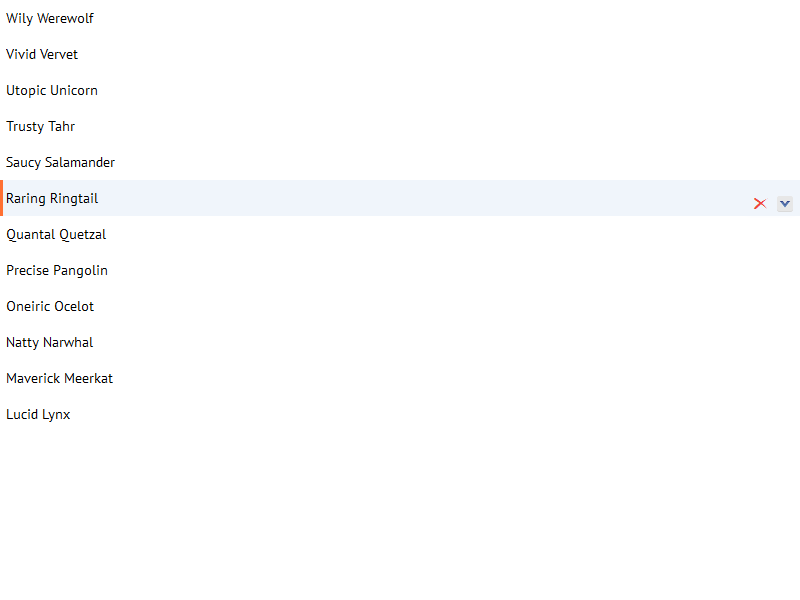 Wily Werewolf
Vivid Vervet
Utopic Unicorn
Trusty Tahr
Saucy Salamander
Raring Ringtail
Quantal Quetzal
Precise Pangolin
Oneiric Ocelot
Natty Narwhal
Maverick Meerkat
Lucid Lynx